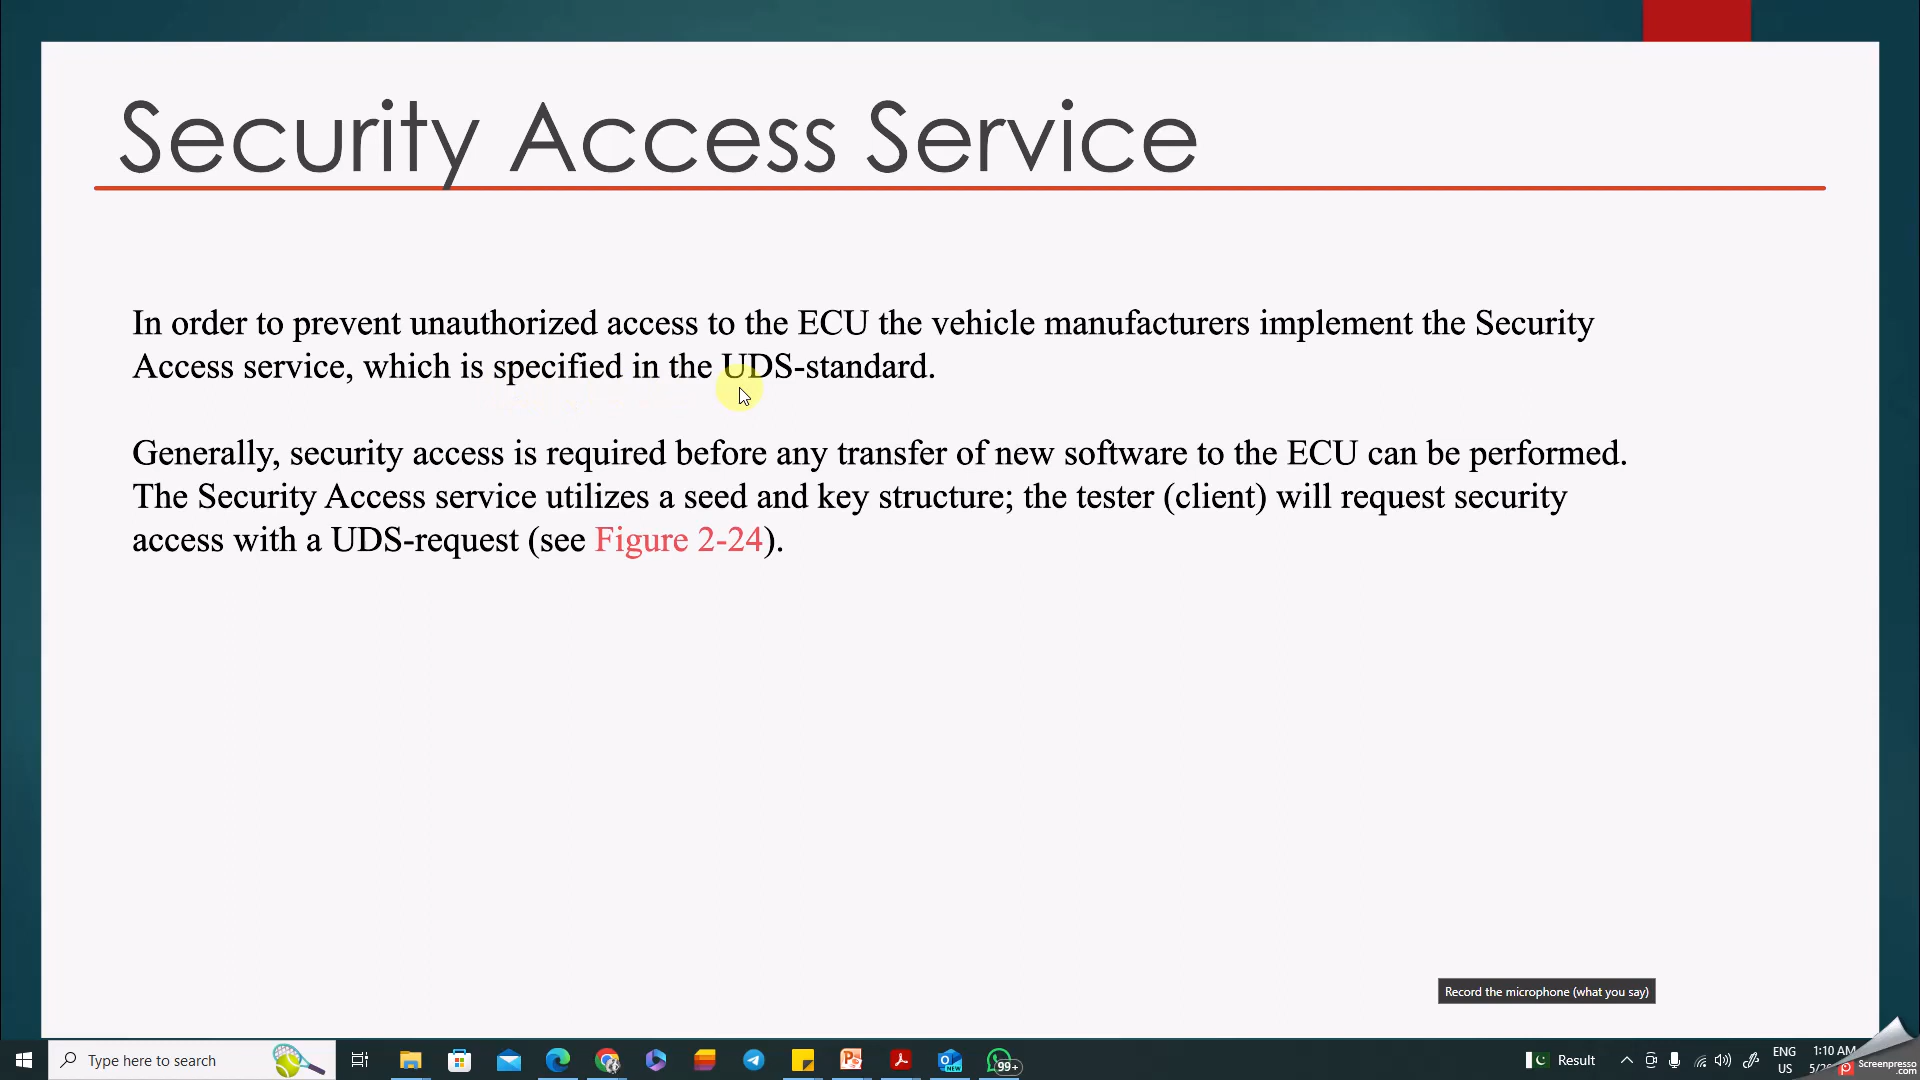 Security Access Service
In order to prevent unauthorized access to the ECU the vehicle manufacturers implement the Security
Access service, which is specified in the UDS-standard.
Generally, security access is required before any transfer of new software to the ECU can be performed.
The Security Access service utilizes a seed and key structure; the tester (client) will request security
access with a UDS-request (see Figure 2-24).
Record the microphone (what you say)
Type here to search
NEW
99+
Result
ENG
US
1:10 AM
Screenpresso
.com